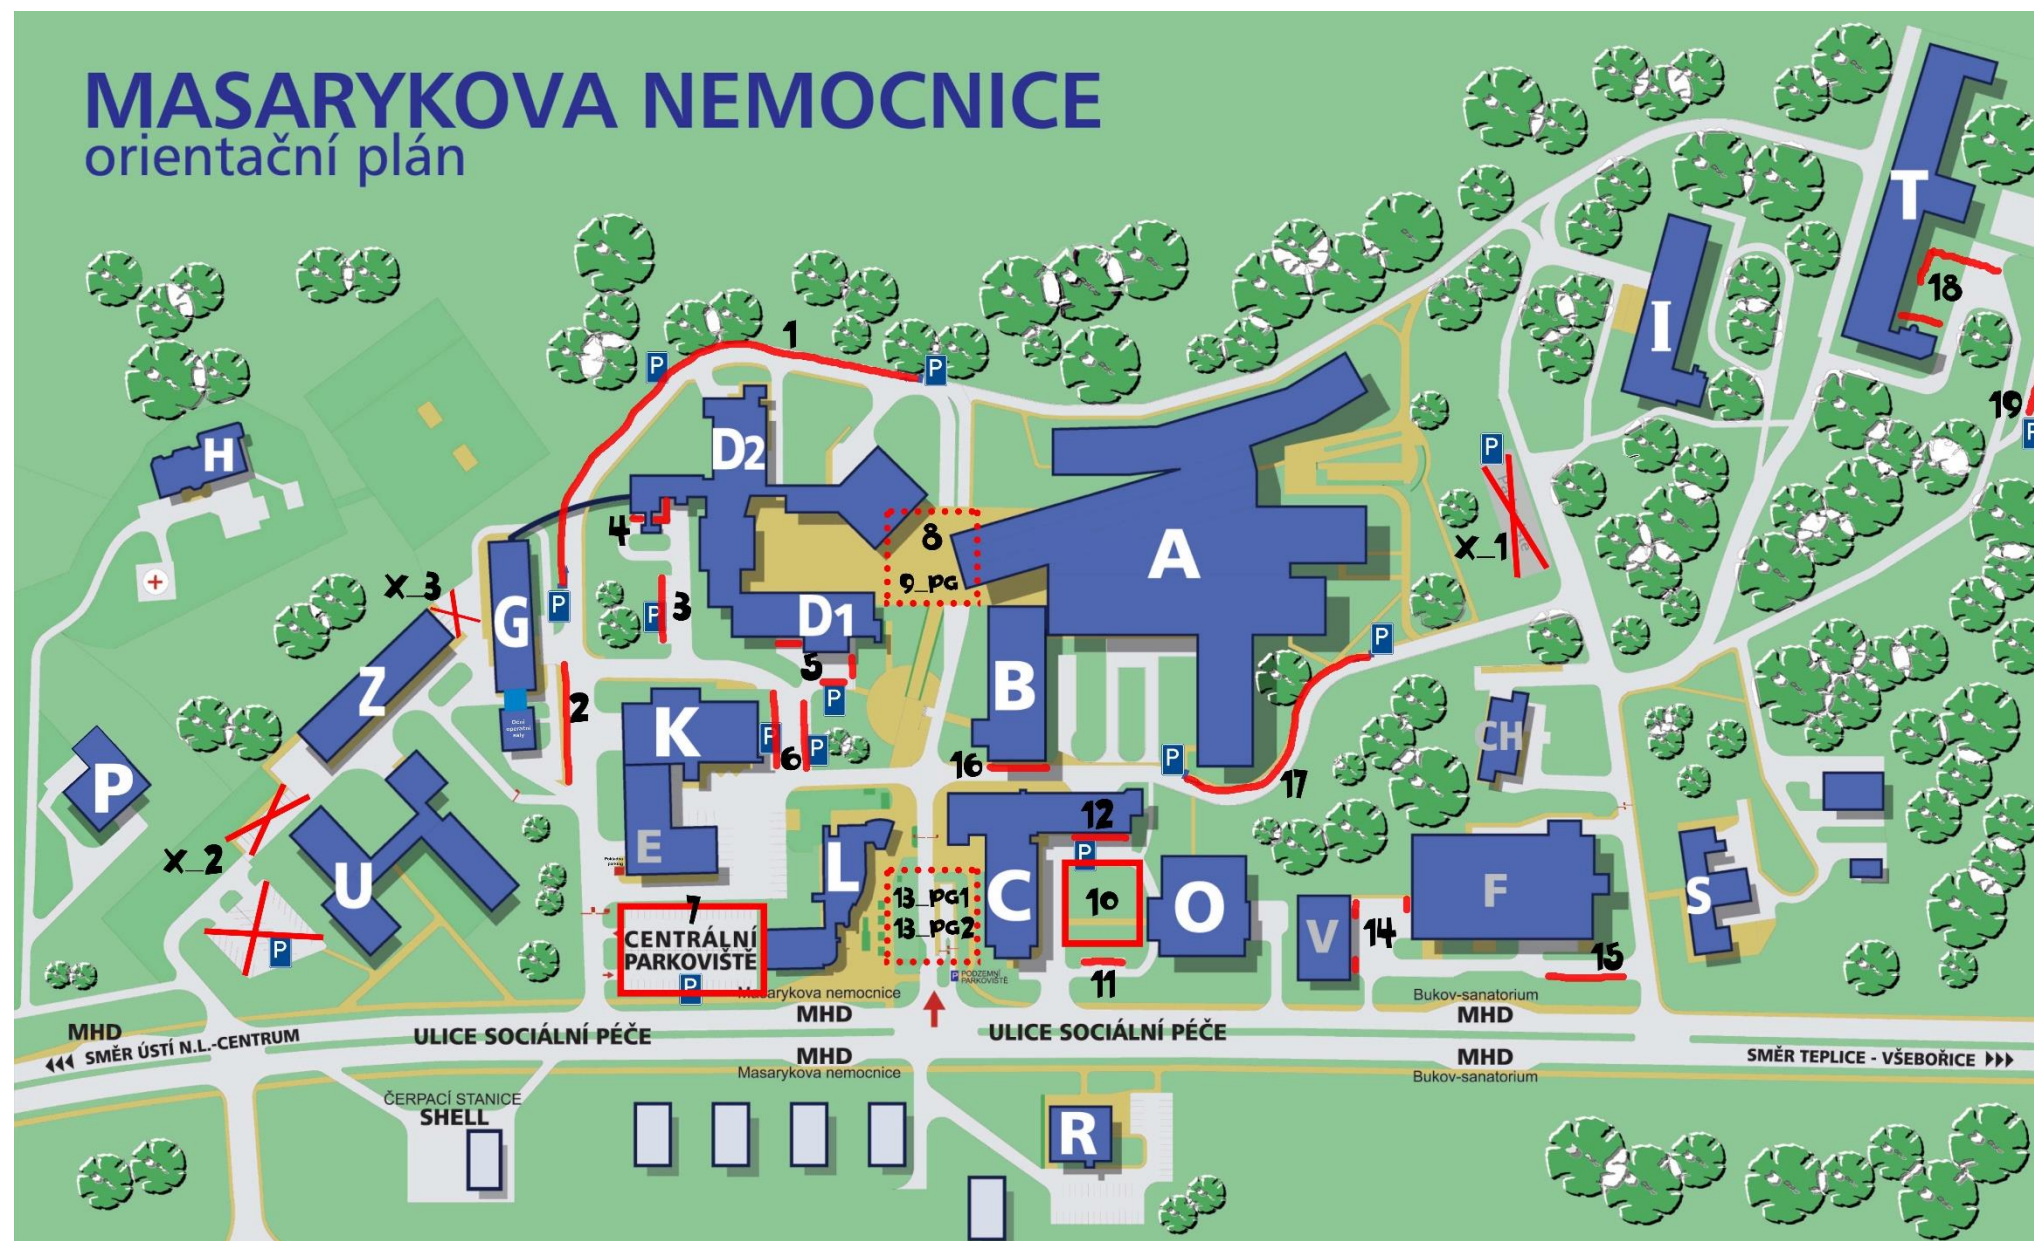 MASARYKOVA NEMOCNICE
orientační plán
T
18
1
P
P
I
19
P
H
D2
P
4
8
9_PG
A
X_1
X_3
G
P
P
3
D1
5
P
P
Z
2
K
P
6
P
B
16
P
17
CH
Dění
operační
sály
P
X_2
U
E
L
12
P
13_PG1
13_PG2
C
10
O
V
14
F
S
7
CENTRÁLNÍ
PARKOVIŠTĚ
P
P
P PODZEMNÍ
PARKOVIŠTĚ
11
15
Masarykova nemocnice
MHD
Bukov-sanatorium
MHD
MHD
SMĚR ÚSTÍ N.L.-CENTRUM
ULICE SOCIÁLNÍ PÉČE
ULICE SOCIÁLNÍ PÉČE
MHD
Masarykova nemocnice
MHD
Bukov-sanatorium
SMĚR TEPLICE - VŠEBOŘICE
ČERPACÍ STANICE
SHELL
R